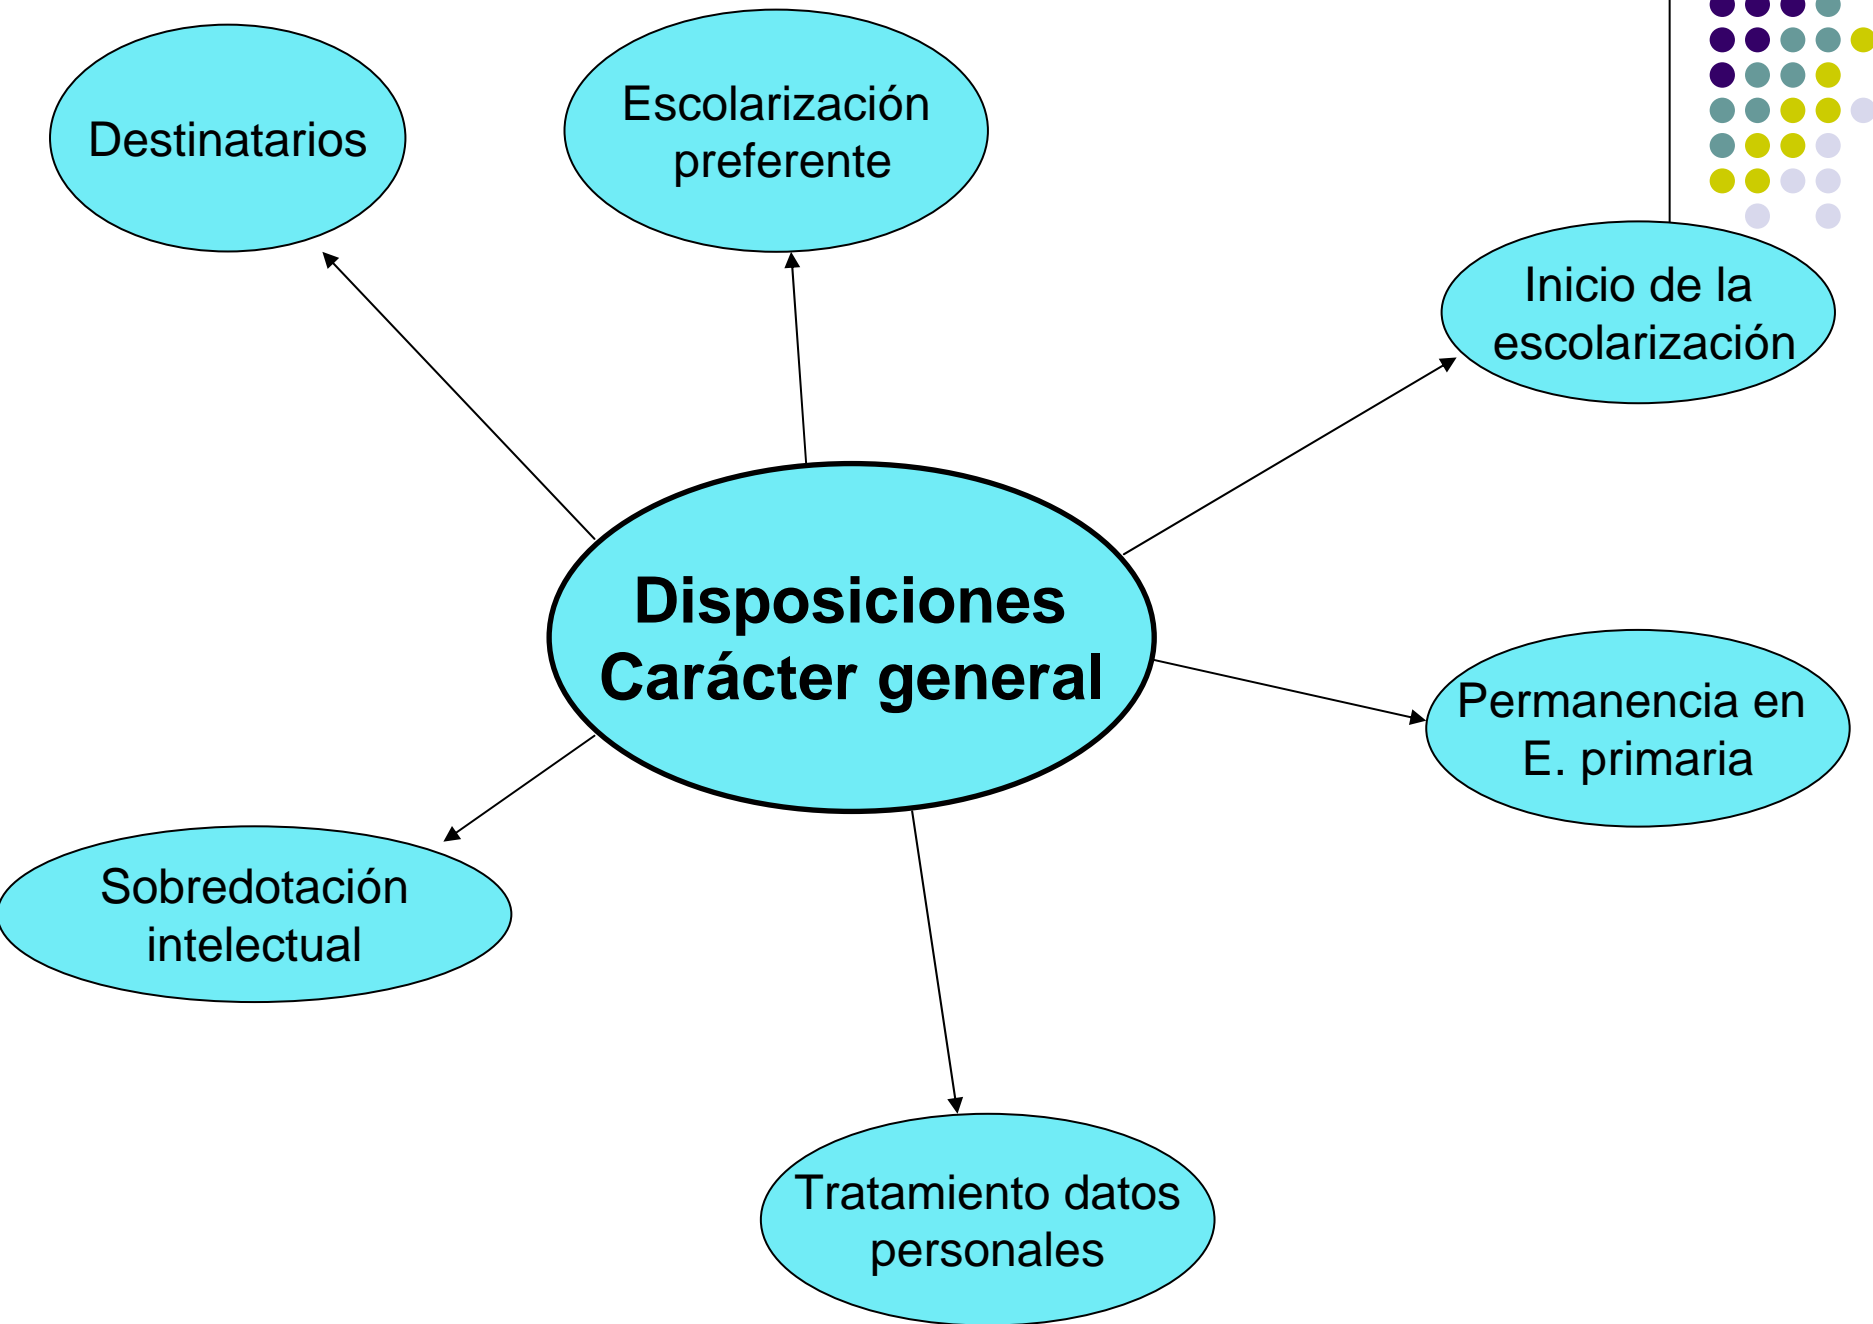 Destinatarios
Escolarización
preferente
Inicio de la
escolarización
Disposiciones
Carácter general
Permanencia en
E. primaria
Sobredotación
intelectual
Tratamiento datos
personales